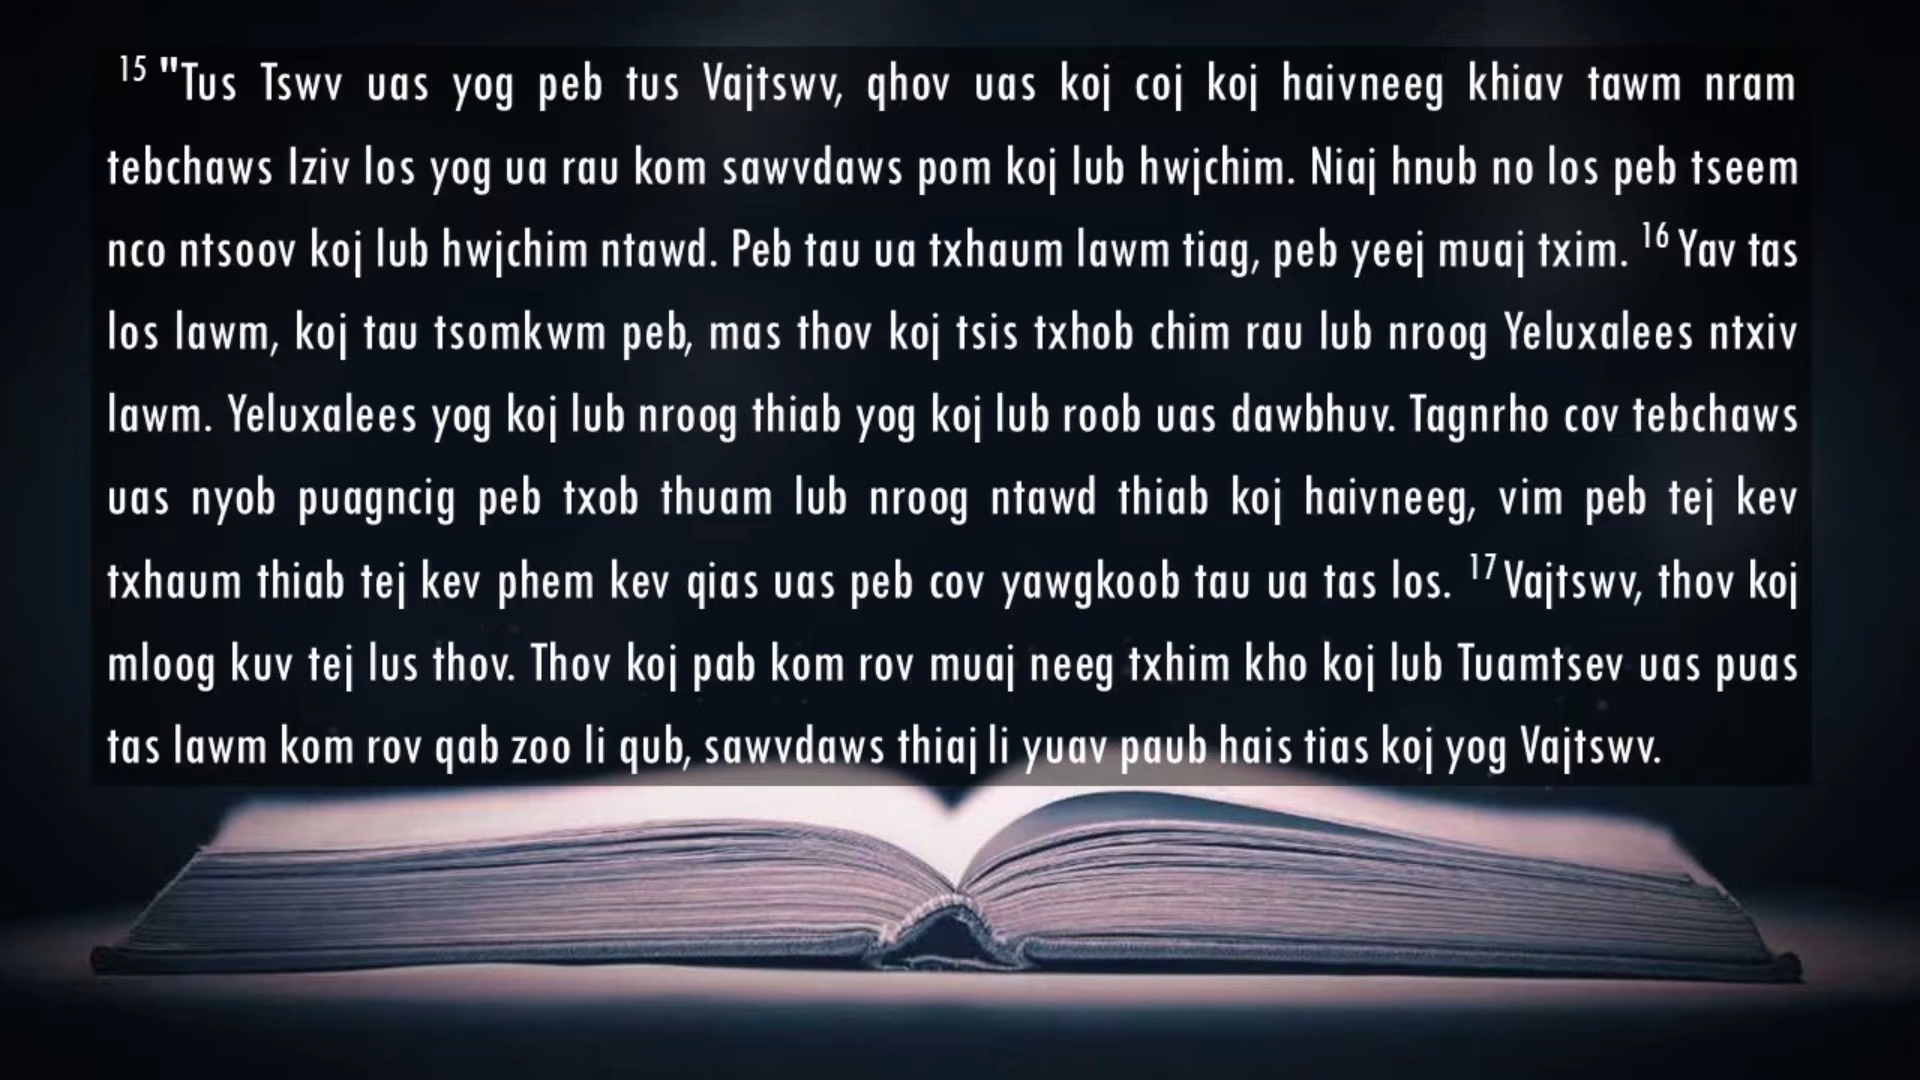 15 "Tus Tswv uas yog peb tus Vajtswv, qhov uas koj coj koj haivneeg khiav tawm nram
tebchaws Iziv los yog ua rau kom sawvdaws pom koj lub hwjchim. Niaj hnub no los peb tseem
nco ntsoov koj lub hwjchim ntawd. Peb tau ua txhaum lawm tiag, peb yeej muaj txim. 16 Yav tas
los lawm, koj tau tsomkwm peb, mas thov koj tsis txhob chim rau lub nroog Yeluxalees ntxiv
lawm. Yeluxalees yog koj lub nroog thiab yog koj lub roob uas dawbhuv. Tagnrho cov tebchaws
uas nyob puagncig peb txob thuam lub nroog ntawd thiab koj haivneeg, vim peb tej kev
txhaum thiab tej kev phem kev qias uas peb cov yawgkoob tau ua tas los. 17 Vajtswv, thov koj
mloog kuv tej lus thov. Thov koj pab kom rov muaj neeg txhim kho koj lub Tuamtsev uas puas
tas lawm kom rov qab zoo li qub, sawvdaws thiaj li yuav paub hais tias koj yog Vajtswv.